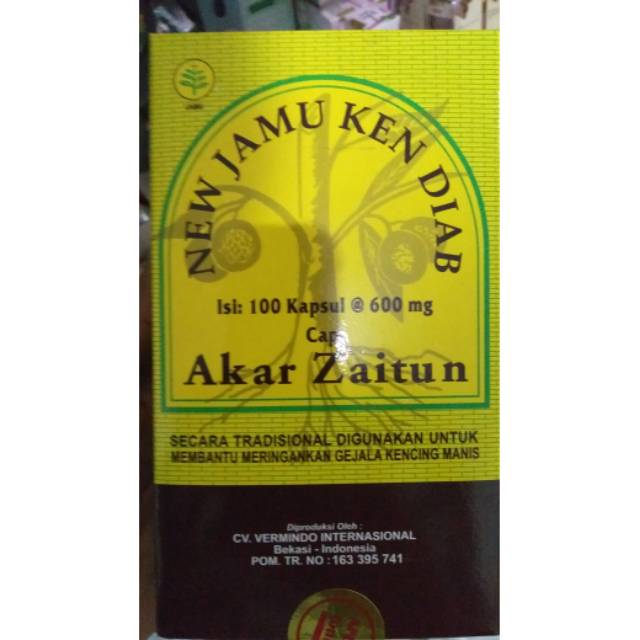 NEW JAMU KEN DIAB
Isi: 100 Kapsul @ 600 mg
Cap
Akar Zaitun
SECARA TRADISIONAL DIGUNAKAN UNTUK
MEMBANTU MERINGANKAN GEJALA KENCING MANIS
Diproduksi Oleh :
CV. VERMINDO INTERNASIONAL
Bekasi - Indonesia
POM. TR. NO : 163 395 741